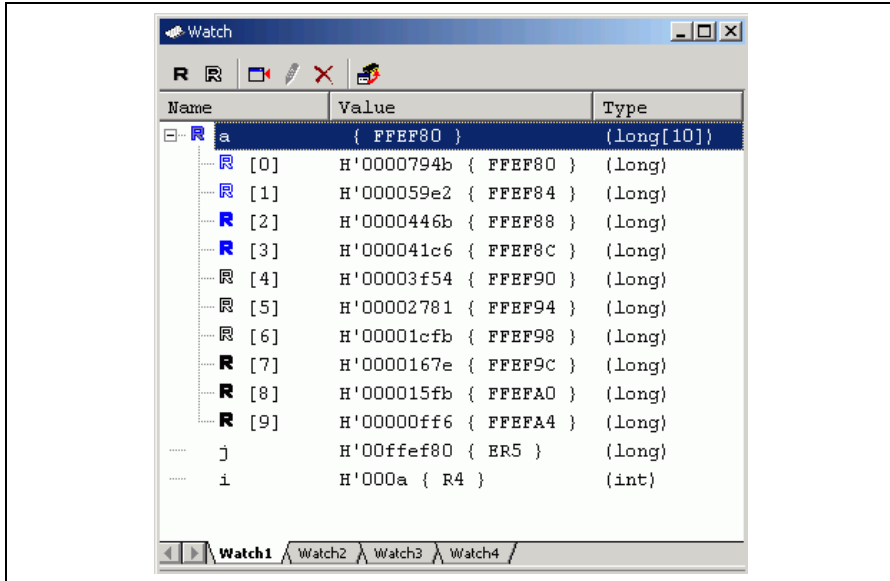 Watch
R R
Name Value Type
R a { FFEF80 } (long[10])
R [0] H'0000794b { FFEF80 } (long)
R [1] H'000059e2 { FFEF84 } (long)
R [2] H'0000446b { FFEF88 } (long)
R [3] H'000041c6 { FFEF8C } (long)
R [4] H'00003f54 { FFEF90 } (long)
R [5] H'00002781 { FFEF94 } (long)
R [6] H'00001cfb { FFEF98 } (long)
R [7] H'0000167e { FFEF9C } (long)
R [8] H'000015fb { FFEFA0 } (long)
R [9] H'00000ff6 { FFEFA4 } (long)
j H'00ffef80 { ER5 } (long)
i H'000a { R4 } (int)
Watch1 Watch2 Watch3 Watch4